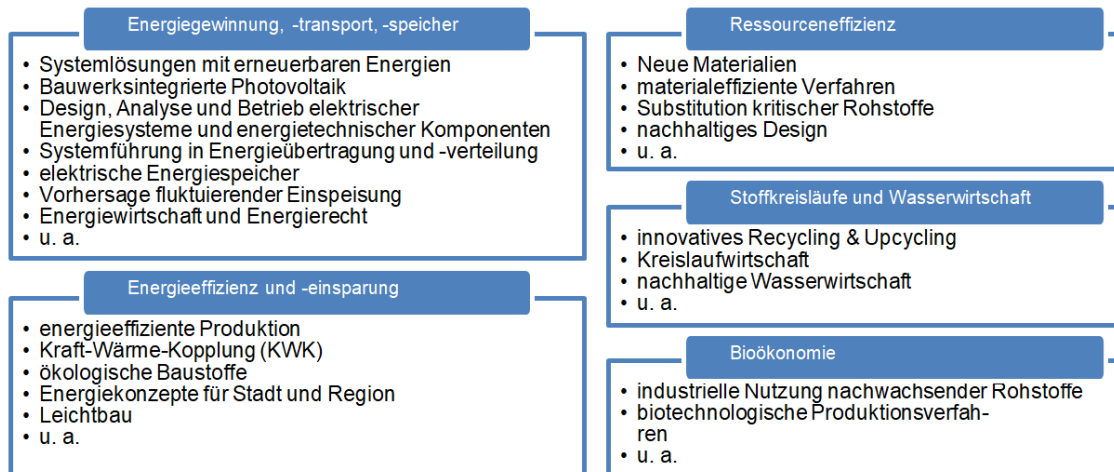 Energiegewinnung, -transport, -speicher
• Systemlösungen mit erneuerbaren Energien
• Bauwerksintegrierte Photovoltaik
• Design, Analyse und Betrieb elektrischer
Energiesysteme und energietechnischer Komponenten
• Systemführung in Energieübertragung und -verteilung
• elektrische Energiespeicher
• Vorhersage fluktuierender Einspeisung
• Energiewirtschaft und Energierecht
• u. a.
Energieeffizienz und -einsparung
• energieeffiziente Produktion
• Kraft-Wärme-Kopplung (KWK)
• ökologische Baustoffe
• Energiekonzepte für Stadt und Region
• Leichtbau
• u. a.
Ressourceneffizienz
• Neue Materialien
• materialeffiziente Verfahren
• Substitution kritischer Rohstoffe
• nachhaltiges Design
• u. a.
Stoffkreisläufe und Wasserwirtschaft
• innovatives Recycling & Upcycling
• Kreislaufwirtschaft
• nachhaltige Wasserwirtschaft
• u. a.
Bioökonomie
• industrielle Nutzung nachwachsender Rohstoffe
• biotechnologische Produktionsverfah-
ren
• u. a.